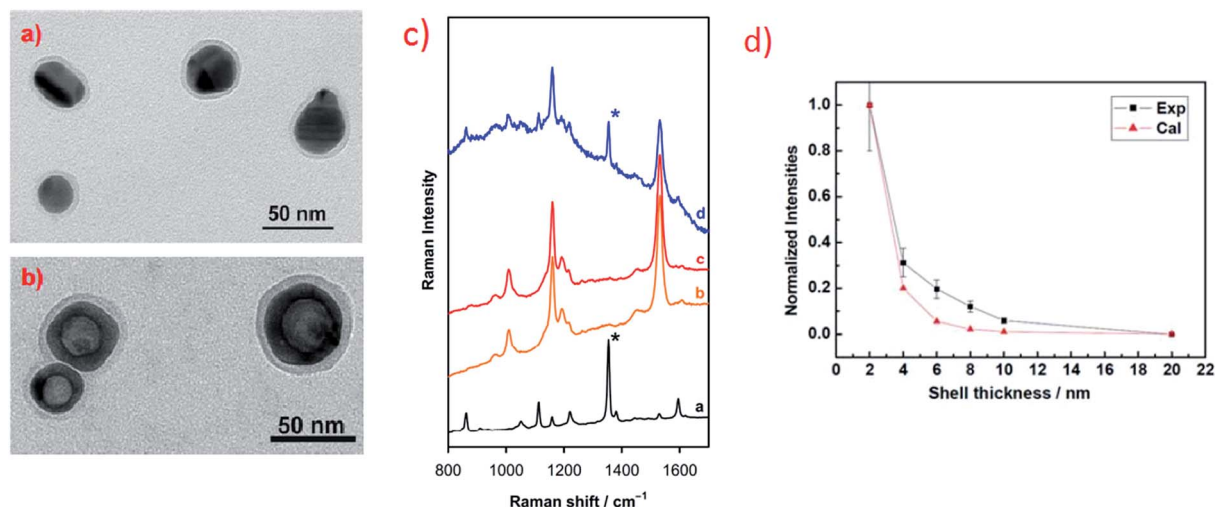 a)
50 nm
b)
50 nm
c)
Raman Intensity
*
d
c
b
*
a
800 1000 1200 1400 1600
Raman shift / cm⁻¹
d)
Normalized Intensities
1.0
0.8
0.6
0.4
0.2
0.0
Exp
Cal
0 2 4 6 8 10 12 14 16 18 20 22
Shell thickness / nm